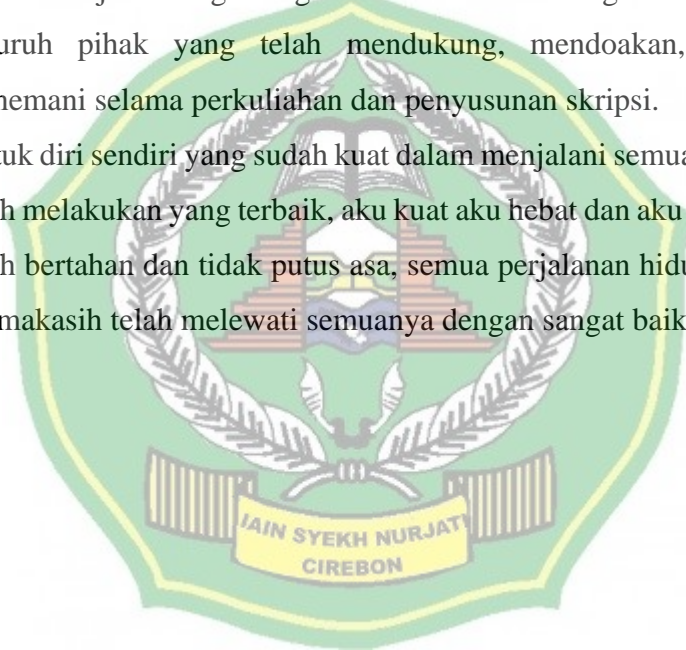 uruh pihak yang telah mendukung, mendoakan,
nemani selama perkuliahan dan penyusunan skripsi.
tuk diri sendiri yang sudah kuat dalam menjalani semua
h melakukan yang terbaik, aku kuat aku hebat dan aku
h bertahan dan tidak putus asa, semua perjalanan hidu
makasih telah melewati semuanya dengan sangat baik
IAIN SYEKH NURJATI
CIREBON